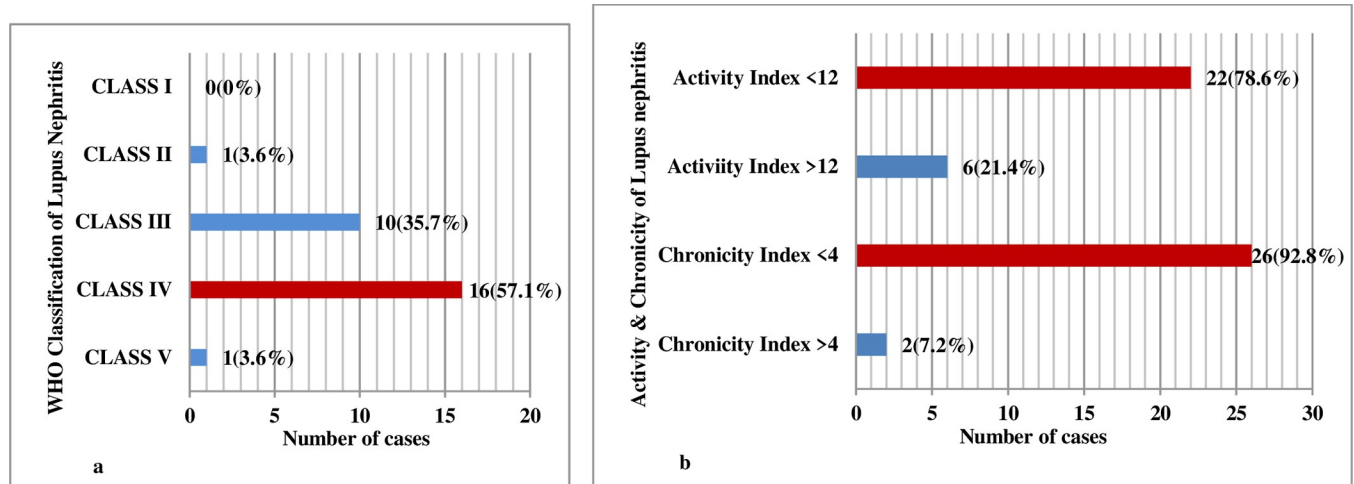 WHO Classification of Lupus Nephritis
CLASS I
0(0%)
CLASS II
1(3.6%)
CLASS III
10(35.7%)
CLASS IV
16(57.1%)
CLASS V
1(3.6%)
0 5 10 15 20
Number of cases
a
Activity & Chronicity of Lupus nephritis
Activity Index <12
22(78.6%)
Activiity Index >12
6(21.4%)
Chronicity Index <4
26(92.8%)
Chronicity Index >4
2(7.2%)
0 5 10 15 20 25 30
Number of cases
b